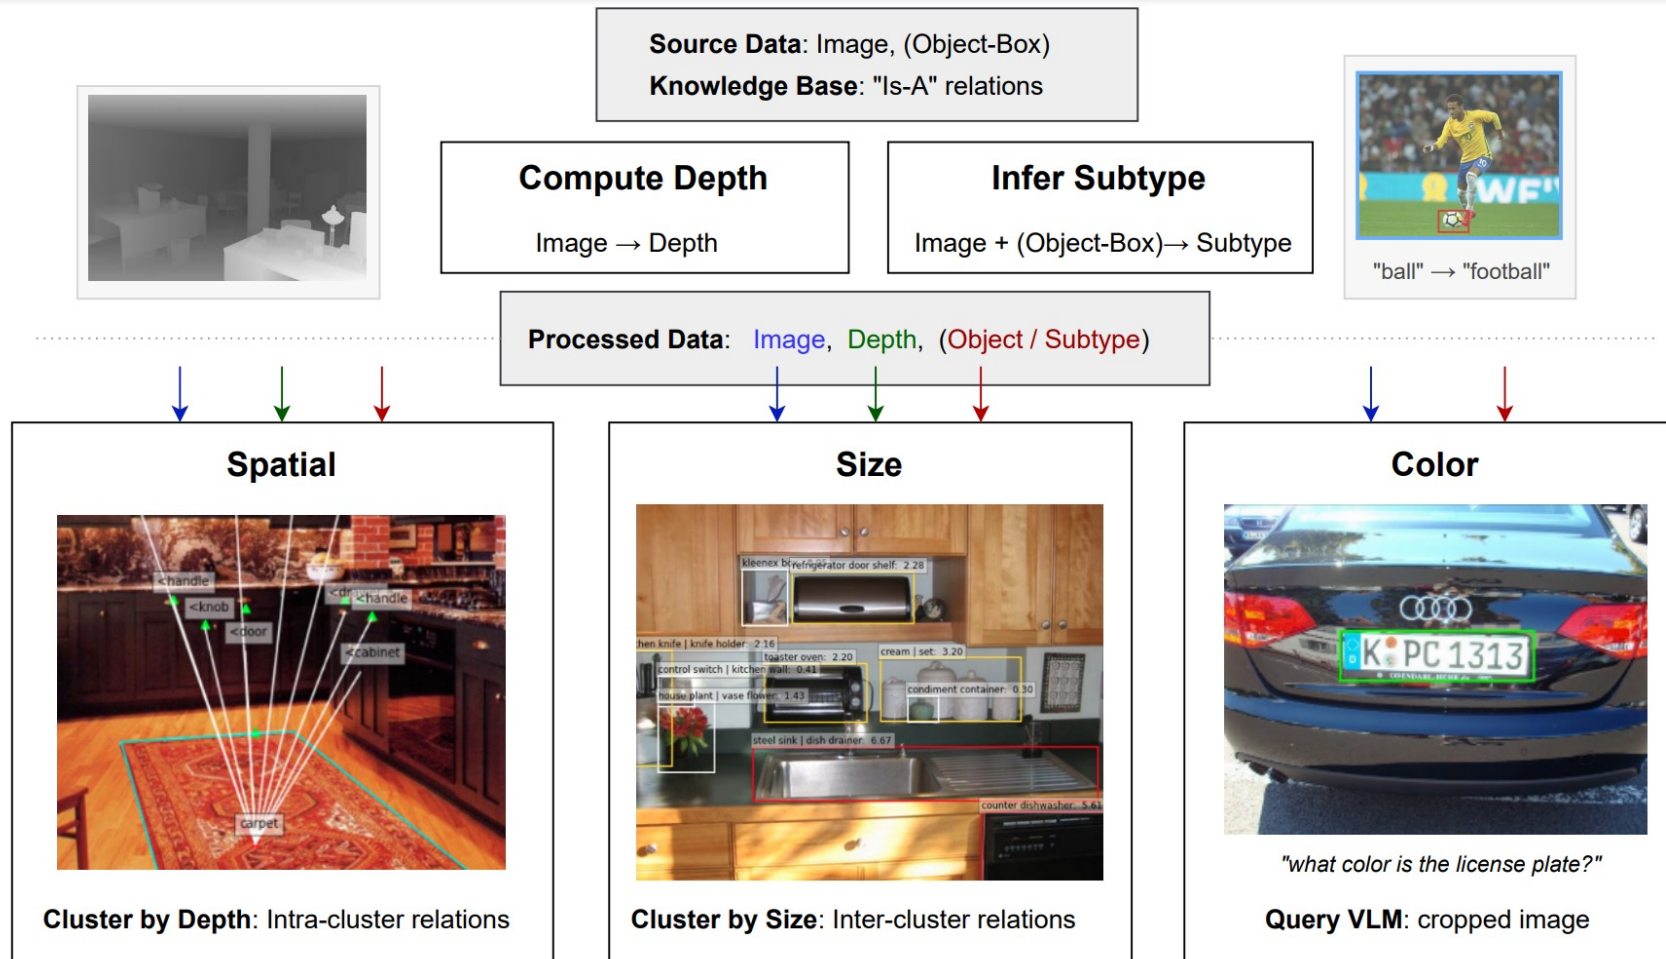 Source Data: Image, (Object-Box)
Knowledge Base: "Is-A" relations
Compute Depth
Image → Depth
Infer Subtype
Image + (Object-Box)→ Subtype
10
WF
"ball" → "football"
Processed Data: Image, Depth, (Object / Subtype)
Spatial
<handle
<knob
<door
<handle
<cabinet
carpet
Cluster by Depth: Intra-cluster relations
Size
kleenex
refrigerator door shelf: 2.28
hen knife | knife holder: 2.16
toaster oven: 2.20
cream | set: 3.20
control switch | kitchen wall: 0.41
condiment container: 0.30
house plant | vase flower: 1.43
steel sink | dish drainer: 6.67
counter dishwasher: 5.61
Cluster by Size: Inter-cluster relations
Color
K PC 1313
"what color is the license plate?"
Query VLM: cropped image